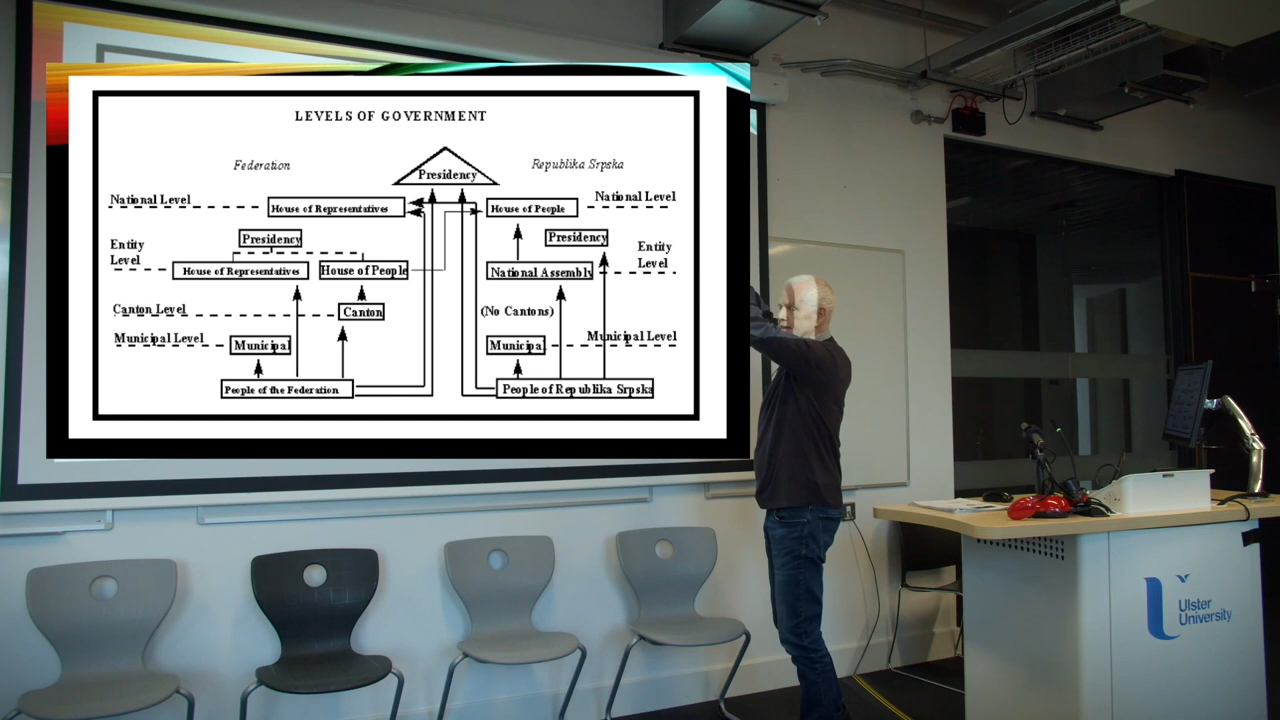 LEVELS OF GOVERNMENT
Federation
Republika Srpska
Presidency
National Level
House of Representatives
House of People
National Level
Presidency
Presidency
Entity
Level
Entity
Level
House of Representatives
House of People
National Assembly
Canton Level
Canton
(No Cantons)
Municipal Level
Municipal
Municipal
Municipal Level
People of the Federation
People of Republika Srpska
Ulster
University